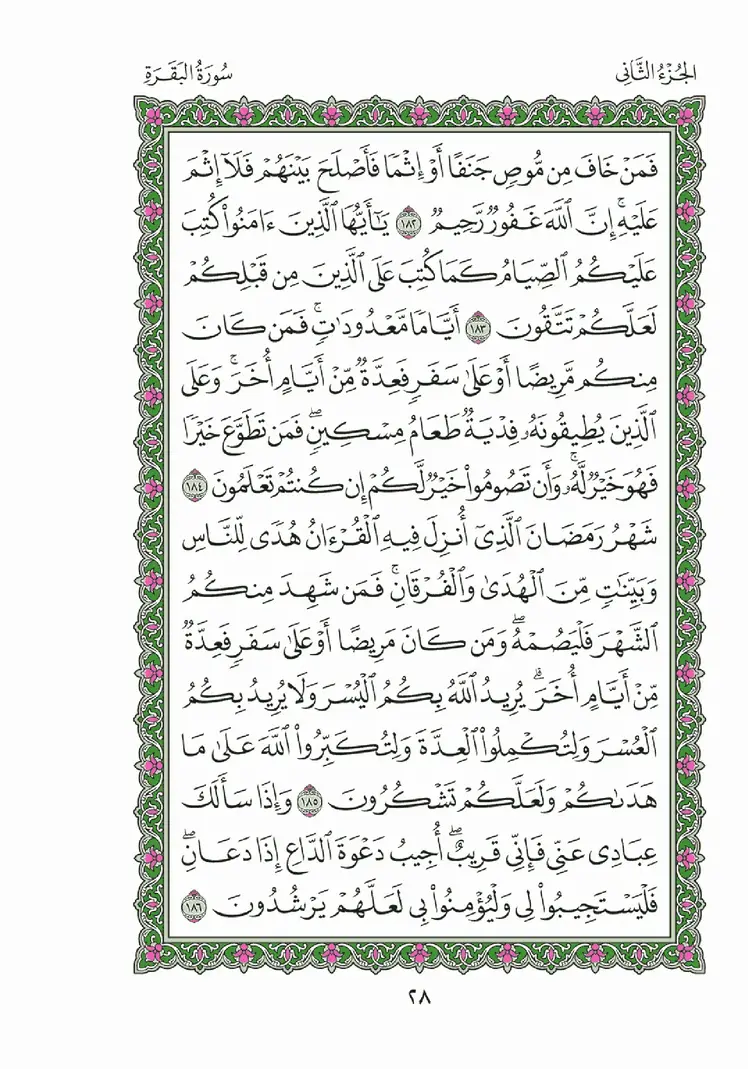 الجُزْءُ الثَّانِي
سُورَةُ البَقَرَةِ
فَمَنْ خَافَ مِن مُّوصٍ جَنَفًا أَوْ إِثْمًا فَأَصْلَحَ بَيْنَهُمْ فَلَآ إِثْمَ
عَلَيْهِۚ إِنَّ ٱللَّهَ غَفُورٌ رَّحِيمٌ ١٨٢ يَٰٓأَيُّهَا ٱلَّذِينَ ءَامَنُوا۟ كُتِبَ
عَلَيْكُمُ ٱلصِّيَامُ كَمَا كُتِبَ عَلَى ٱلَّذِينَ مِن قَبْلِكُمْ
لَعَلَّكُمْ تَتَّقُونَ ١٨٣ أَيَّامًا مَّعْدُودَٰتٍۚ فَمَن كَانَ
مِنكُم مَّرِيضًا أَوْ عَلَىٰ سَفَرٍ فَعِدَّةٌ مِّنْ أَيَّامٍ أُخَرَۚ وَعَلَى
ٱلَّذِينَ يُطِيقُونَهُۥ فِدْيَةٌ طَعَامُ مِسْكِينٍۖ فَمَن تَطَوَّعَ خَيْرًا
فَهُوَ خَيْرٌ لَّهُۥۚ وَأَن تَصُومُوا۟ خَيْرٌ لَّكُمْ إِن كُنتُمْ تَعْلَمُونَ ١٨٤
شَهْرُ رَمَضَانَ ٱلَّذِىٓ أُنزِلَ فِيهِ ٱلْقُرْءَانُ هُدًى لِّلنَّاسِ
وَبَيِّنَٰتٍ مِّنَ ٱلْهُدَىٰ وَٱلْفُرْقَانِۚ فَمَن شَهِدَ مِنكُمُ
ٱلشَّهْرَ فَلْيَصُمْهُۖ وَمَن كَانَ مَرِيضًا أَوْ عَلَىٰ سَفَرٍ فَعِدَّةٌ
مِّنْ أَيَّامٍ أُخَرَۗ يُرِيدُ ٱللَّهُ بِكُمُ ٱلْيُسْرَ وَلَا يُرِيدُ بِكُمُ
ٱلْعُسْرَ وَلِتُكْمِلُوا۟ ٱلْعِدَّةَ وَلِتُكَبِّرُوا۟ ٱللَّهَ عَلَىٰ مَا
هَدَىٰكُمْ وَلَعَلَّكُمْ تَشْكُرُونَ ١٨٥ وَإِذَا سَأَلَكَ
عِبَادِى عَنِّى فَإِنِّى قَرِيبٌۖ أُجِيبُ دَعْوَةَ ٱلدَّاعِ إِذَا دَعَانِۖ
فَلْيَسْتَجِيبُوا۟ لِى وَلْيُؤْمِنُوا۟ بِى لَعَلَّهُمْ يَرْشُدُونَ ١٨٦
٢٨